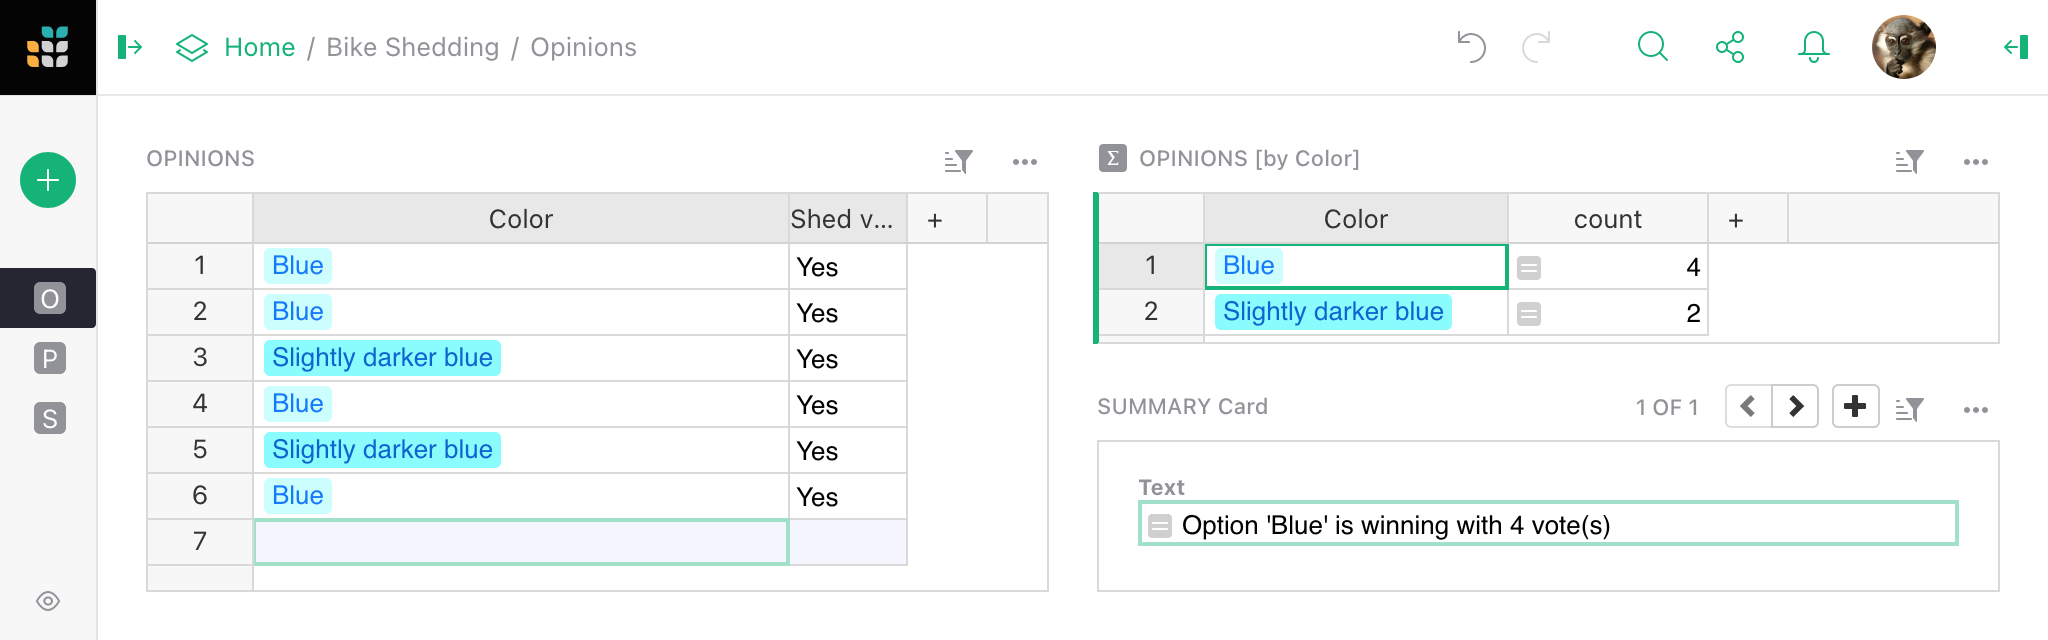 Home / Bike Shedding / Opinions
OPINIONS
Color Shed v... +
1 Blue Yes
2 Blue Yes
3 Slightly darker blue Yes
4 Blue Yes
5 Slightly darker blue Yes
6 Blue Yes
7
Σ OPINIONS [by Color]
Color count +
1 Blue = 4
2 Slightly darker blue = 2
SUMMARY Card 1 OF 1
Text
= Option 'Blue' is winning with 4 vote(s)
O
P
S